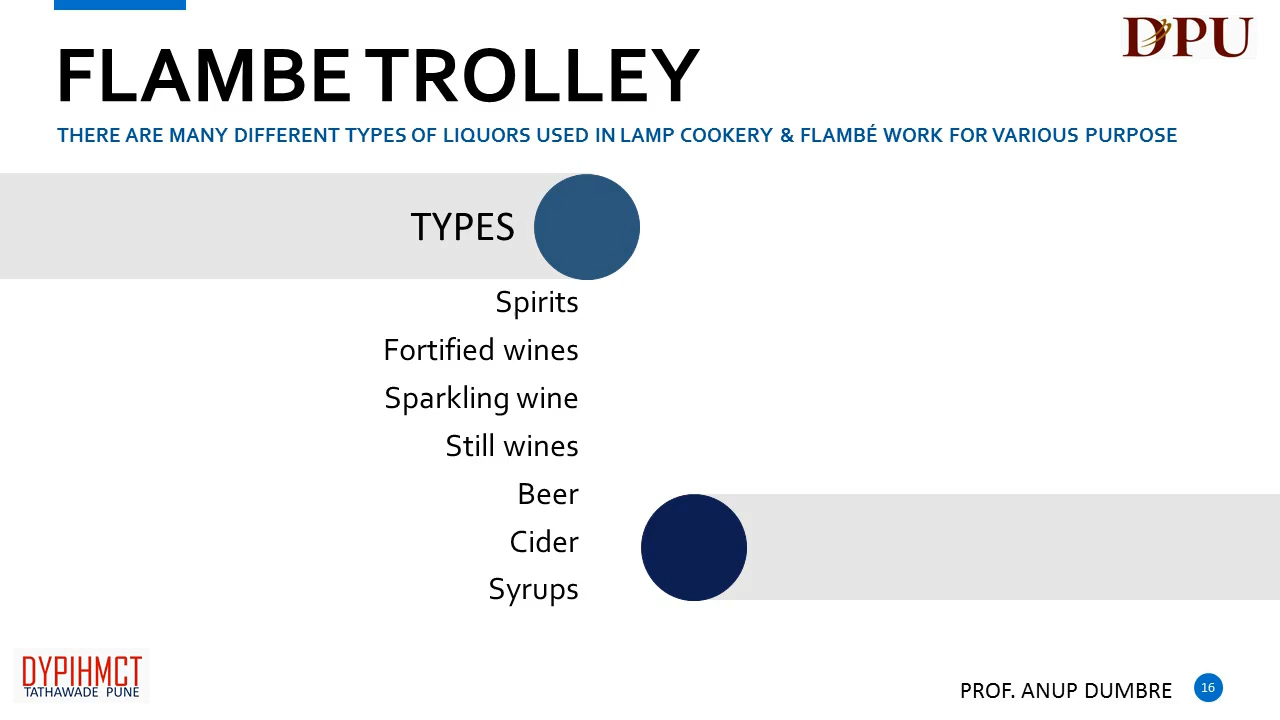 DPU
FLAMBE TROLLEY
THERE ARE MANY DIFFERENT TYPES OF LIQUORS USED IN LAMP COOKERY & FLAMBÉ WORK FOR VARIOUS PURPOSE
TYPES
Spirits
Fortified wines
Sparkling wine
Still wines
Beer
Cider
Syrups
DYPIHMCT
TATHAWADE PUNE
PROF. ANUP DUMBRE
16